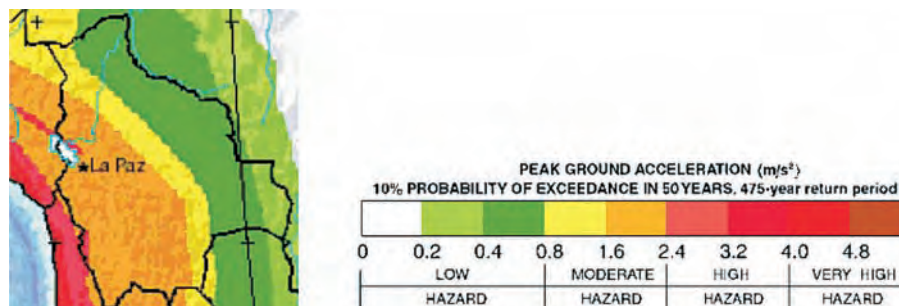 La Paz
PEAK GROUND ACCELERATION (m/s²)
10% PROBABILITY OF EXCEEDANCE IN 50 YEARS, 475-year return period
0 0.2 0.4 0.8 1.6 2.4 3.2 4.0 4.8
LOW MODERATE HIGH VERY HIGH
HAZARD HAZARD HAZARD HAZARD